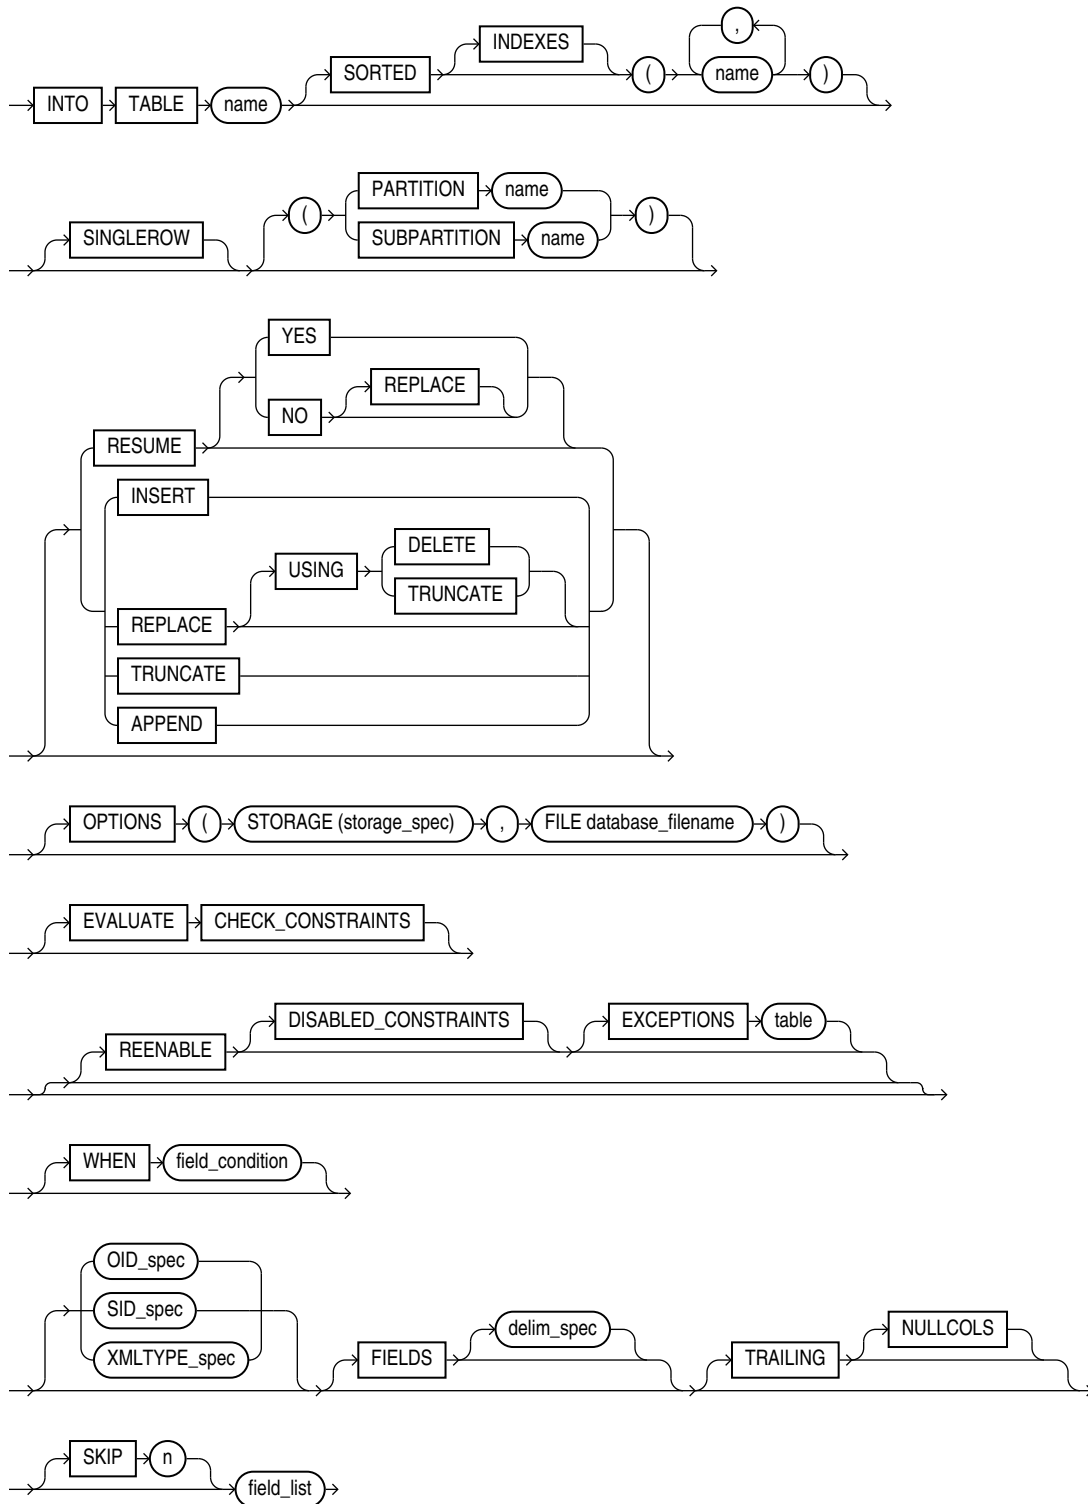 INDEXES ,
SORTED ( name )
INTO TABLE name
PARTITION name
SINGLEROW ( SUBPARTITION name )
YES
REPLACE
NO
RESUME
INSERT
DELETE
USING
TRUNCATE
REPLACE
TRUNCATE
APPEND
OPTIONS ( STORAGE (storage_spec) , FILE database_filename )
EVALUATE CHECK_CONSTRAINTS
DISABLED_CONSTRAINTS EXCEPTIONS table
REENABLE
WHEN field_condition
OID_spec
SID_spec delim_spec NULLCOLS
XMLTYPE_spec FIELDS TRAILING
SKIP n
field_list